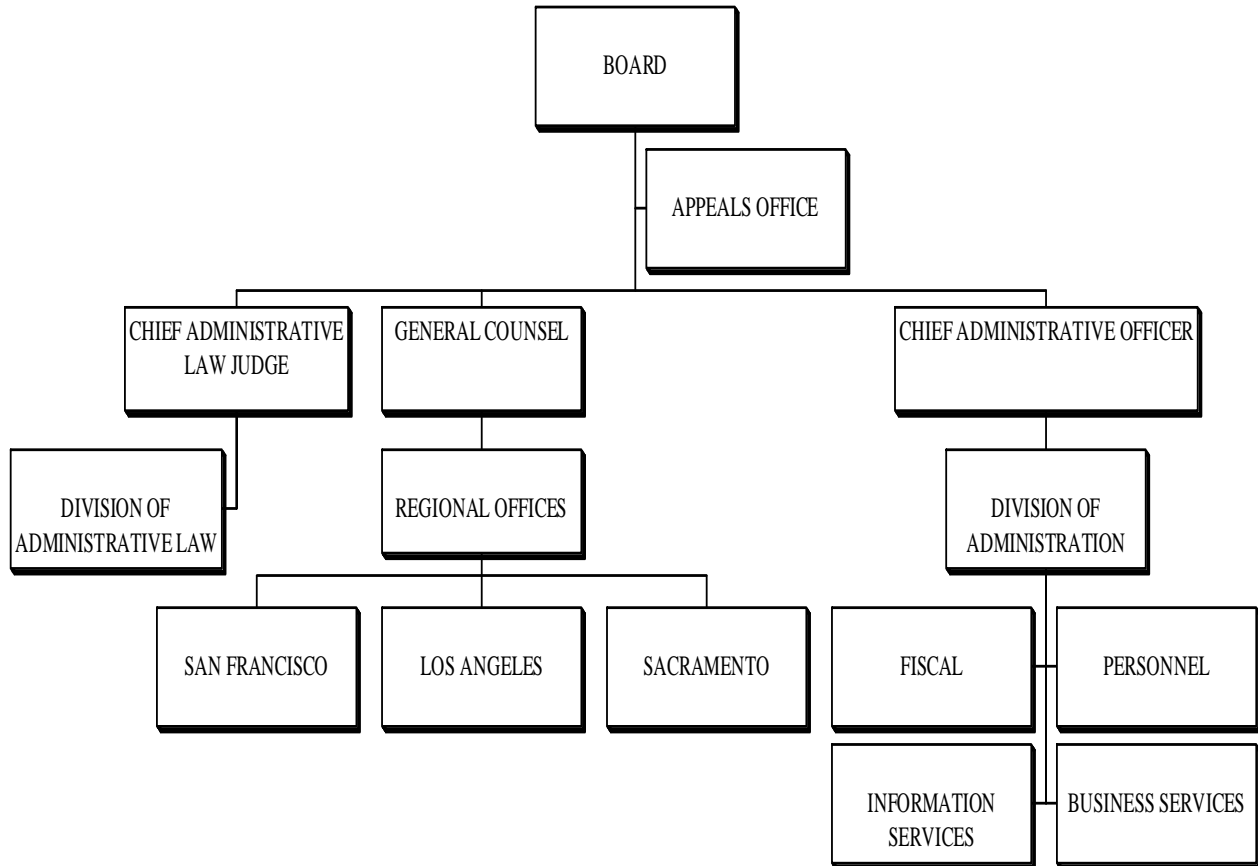 BOARD
APPEALS OFFICE
CHIEF ADMINISTRATIVE
LAW JUDGE
GENERAL COUNSEL
CHIEF ADMINISTRATIVE OFFICER
DIVISION OF
ADMINISTRATIVE LAW
REGIONAL OFFICES
DIVISION OF
ADMINISTRATION
SAN FRANCISCO
LOS ANGELES
SACRAMENTO
FISCAL
PERSONNEL
INFORMATION
SERVICES
BUSINESS SERVICES